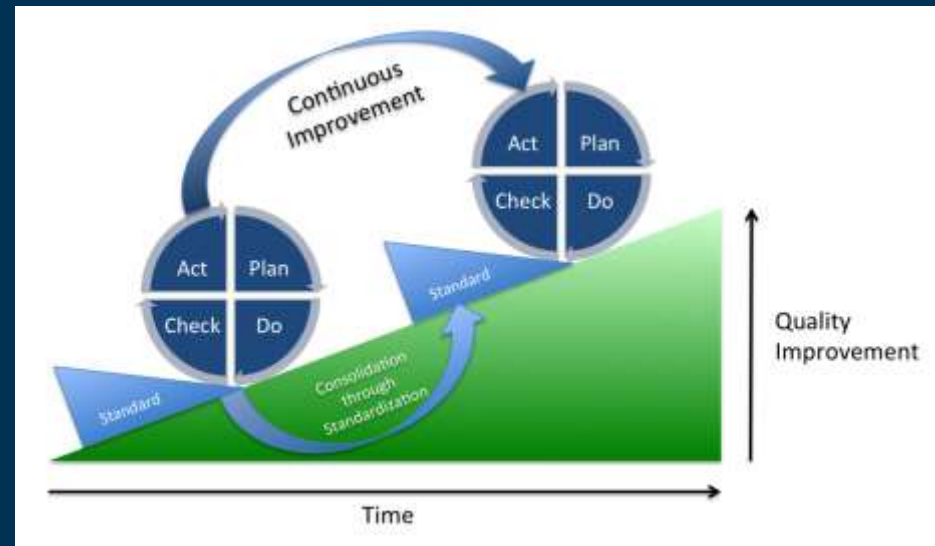 Continuous
Improvement
Act
Plan
Check
Do
Act
Plan
Check
Do
Standard
Standard
Consolidation
through
Standardization
Quality
Improvement
Time